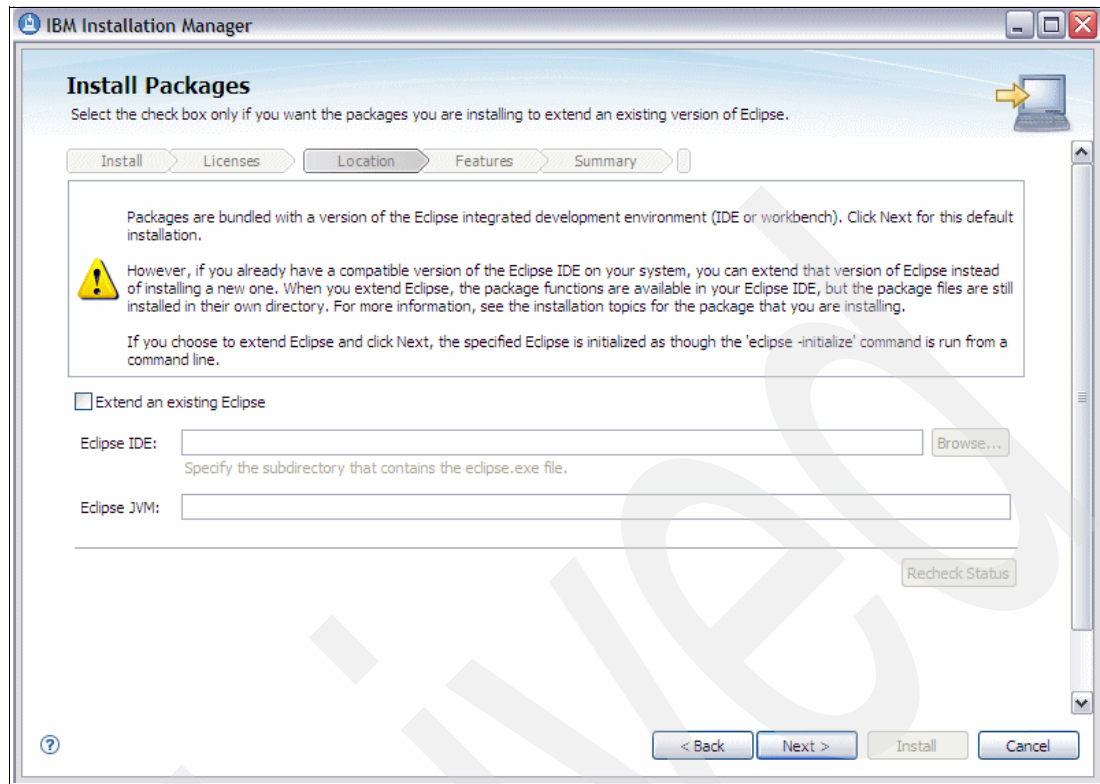 IBM Installation Manager
Install Packages
Select the check box only if you want the packages you are installing to extend an existing version of Eclipse.
Install Licenses Location Features Summary
Packages are bundled with a version of the Eclipse integrated development environment (IDE or workbench). Click Next for this default
installation.
However, if you already have a compatible version of the Eclipse IDE on your system, you can extend that version of Eclipse instead
of installing a new one. When you extend Eclipse, the package functions are available in your Eclipse IDE, but the package files are still
installed in their own directory. For more information, see the installation topics for the package that you are installing.
If you choose to extend Eclipse and click Next, the specified Eclipse is initialized as though the 'eclipse -initialize' command is run from a
command line.
Extend an existing Eclipse
Eclipse IDE: Browse...
Specify the subdirectory that contains the eclipse.exe file.
Eclipse JVM:
Recheck Status
? < Back Next > Install Cancel